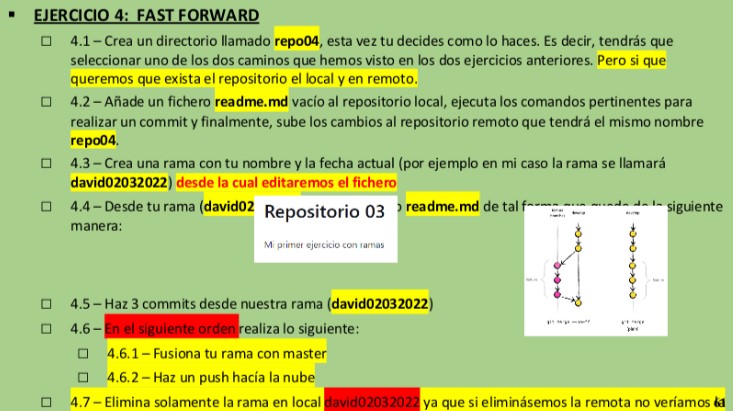 EJERCICIO 4: FAST FORWARD
4.1 – Crea un directorio llamado repo04, esta vez tu decides como lo haces. Es decir, tendrás que
seleccionar uno de los dos caminos que hemos visto en los dos ejercicios anteriores. Pero si que
queremos que exista el repositorio el local y en remoto.
4.2 – Añade un fichero readme.md vacío al repositorio local, ejecuta los comandos pertinentes para
realizar un commit y finalmente, sube los cambios al repositorio remoto que tendrá el mismo nombre
repo04.
4.3 – Crea una rama con tu nombre y la fecha actual (por ejemplo en mi caso la rama se llamará
david02032022) desde la cual editaremos el fichero
4.4 – Desde tu rama (david02 readme.md de tal siguiente
manera:
Repositorio 03
Mi primer ejercicio con ramas
4.5 – Haz 3 commits desde nuestra rama (david02032022)
4.6 – En el siguiente orden realiza lo siguiente:
4.6.1 – Fusiona tu rama con master
4.6.2 – Haz un push hacía la nube
4.7 – Elimina solamente la rama en local david02032022 ya que si eliminásemos la remota no veríamos